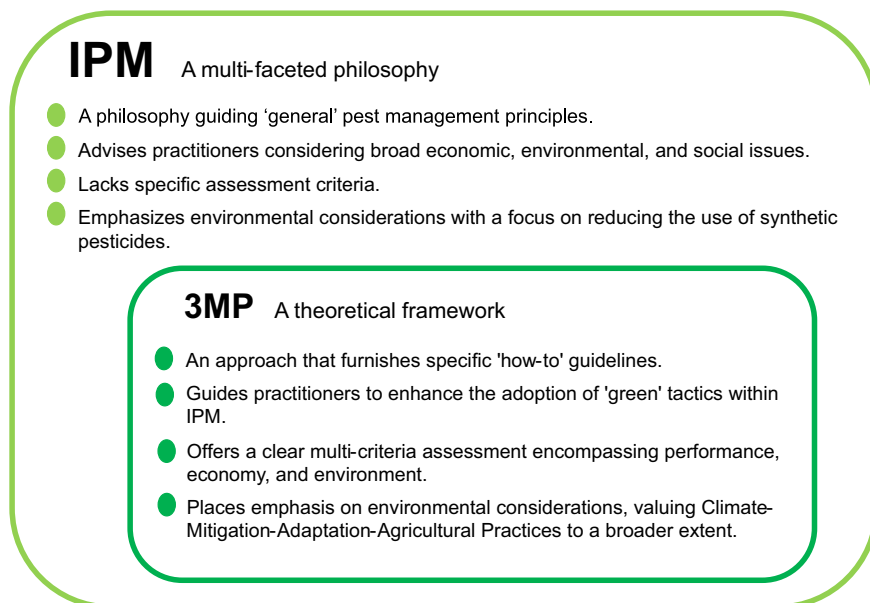 IPM A multi-faceted philosophy
A philosophy guiding ‘general’ pest management principles.
Advises practitioners considering broad economic, environmental, and social issues.
Lacks specific assessment criteria.
Emphasizes environmental considerations with a focus on reducing the use of synthetic
pesticides.
3MP A theoretical framework
An approach that furnishes specific 'how-to' guidelines.
Guides practitioners to enhance the adoption of 'green' tactics within
IPM.
Offers a clear multi-criteria assessment encompassing performance,
economy, and environment.
Places emphasis on environmental considerations, valuing Climate-
Mitigation-Adaptation-Agricultural Practices to a broader extent.